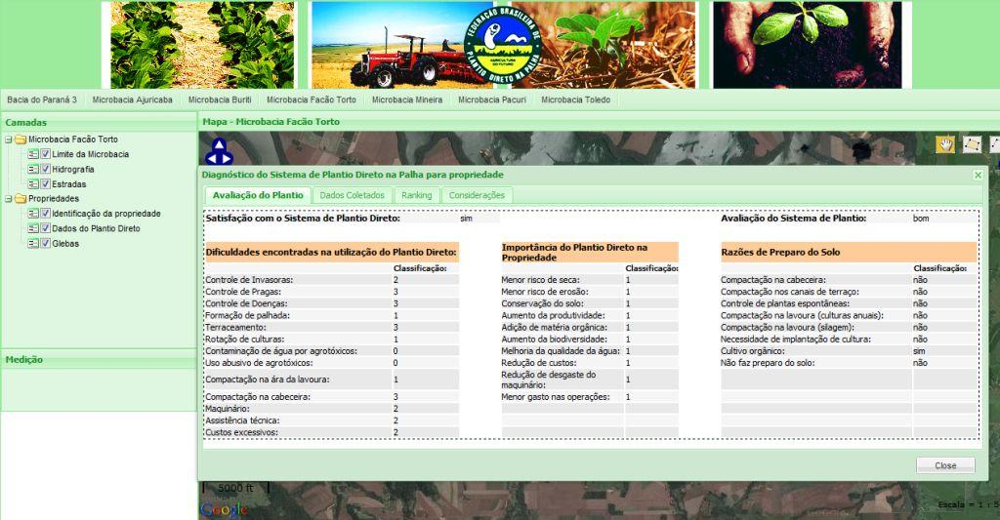 FEDERAÇÃO BRASILEIRA DE
PLANTIO DIRETO NA PALHA
AGRICULTURA
DO FUTURO
Bacia do Paraná 3 Microbacia Ajuricaba Microbacia Buriti Microbacia Facão Torto Microbacia Mineira Microbacia Pacuri Microbacia Toledo
Camadas
Microbacia Facão Torto
Limite da Microbacia
Hidrografia
Estradas
Propriedades
Identificação da propriedade
Dados do Plantio Direto
Glebas
Medição
Mapa - Microbacia Facão Torto
Diagnóstico do Sistema de Plantio Direto na Palha para propriedade
Avaliação do Plantio Dados Coletados Ranking Considerações
Satisfação com o Sistema de Plantio Direto: sim
Avaliação do Sistema de Plantio: bom
Dificuldades encontradas na utilização do Plantio Direto:
Classificação:
Controle de Invasoras: 2
Controle de Pragas: 3
Controle de Doenças: 3
Formação de palhada: 1
Terraceamento: 3
Rotação de culturas: 1
Contaminação de água por agrotóxicos: 0
Uso abusivo de agrotóxicos: 0
Compactação na ára da lavoura: 1
Compactação na cabeceira: 3
Maquinário: 2
Assistência técnica: 2
Custos excessivos: 2
Importância do Plantio Direto na
Propriedade
Classificação:
Menor risco de seca: 1
Menor risco de erosão: 1
Conservação do solo: 1
Aumento da produtividade: 1
Adição de matéria orgânica: 1
Aumento da biodiversidade: 1
Melhoria da qualidade da água: 1
Redução de custos: 1
Redução de desgaste do
maquinário: 1
Menor gasto nas operações: 1
Razões de Preparo do Solo
Classificação:
Compactação na cabeceira: não
Compactação nos canais de terraço: não
Controle de plantas espontâneas: não
Compactação na lavoura (culturas anuais): não
Compactação na lavoura (silagem): não
Necessidade de implantação de cultura: não
Cultivo orgânico: sim
Não faz preparo do solo: não
Close
5000 ft
Google
Escala = 1 : 5